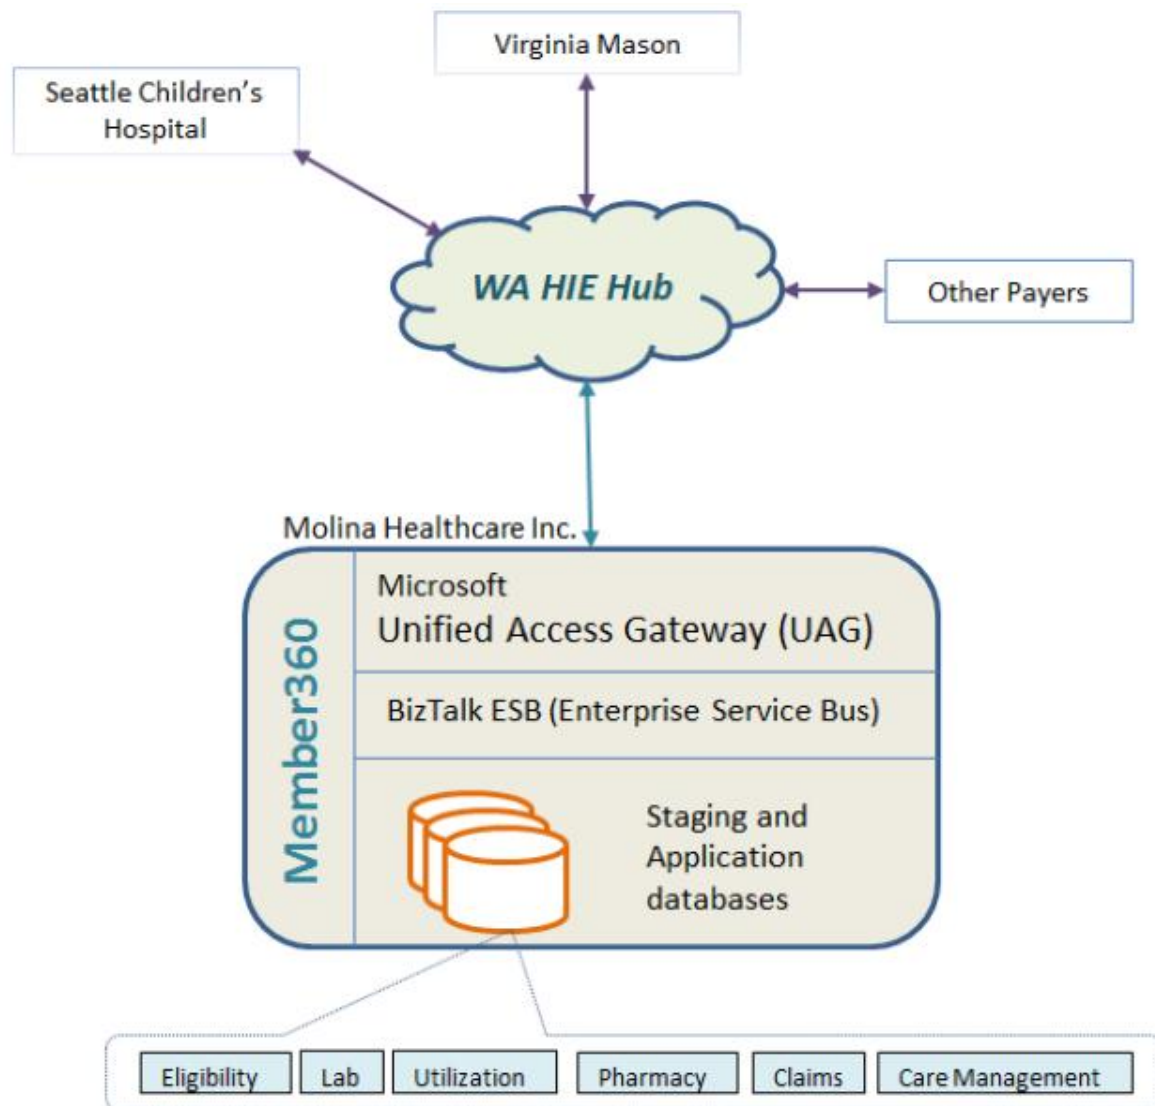 Virginia Mason
Seattle Children's
Hospital
WA HIE Hub
Other Payers
Molina Healthcare Inc.
Member360
Microsoft
Unified Access Gateway (UAG)
BizTalk ESB (Enterprise Service Bus)
Staging and
Application
databases
Eligibility
Lab
Utilization
Pharmacy
Claims
Care Management